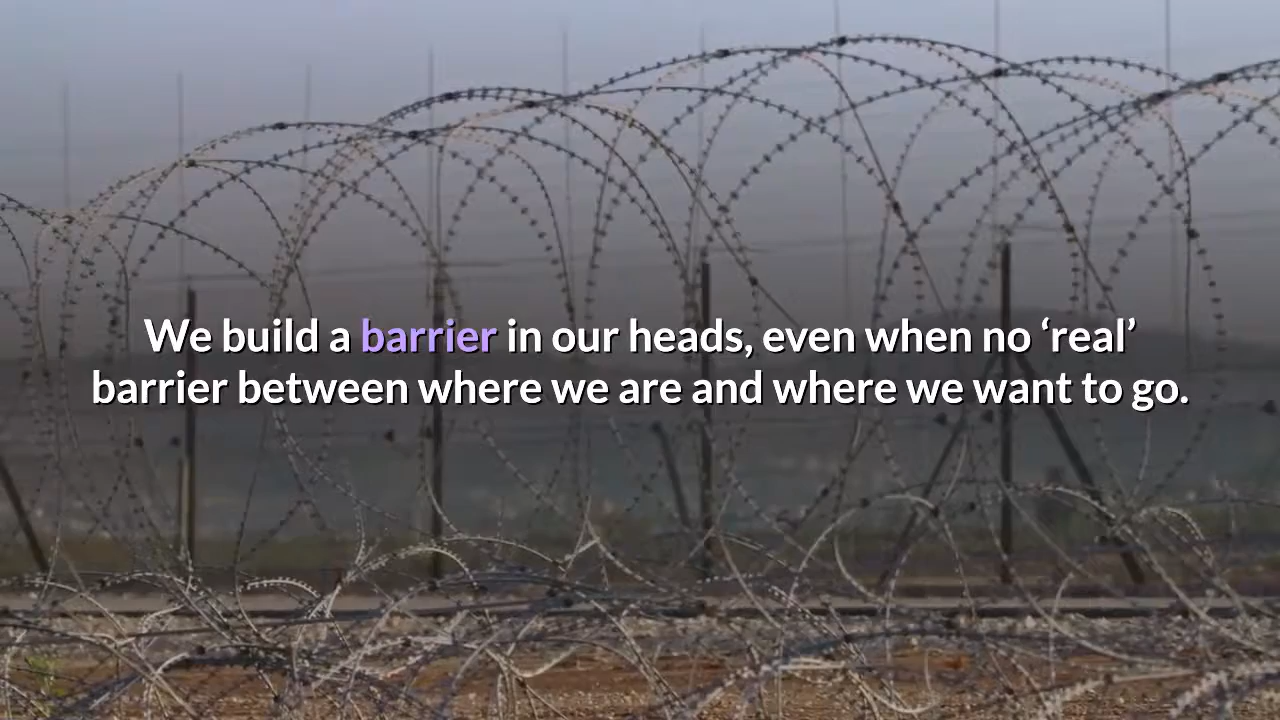 We build a barrier in our heads, even when no ‘real’
barrier between where we are and where we want to go.